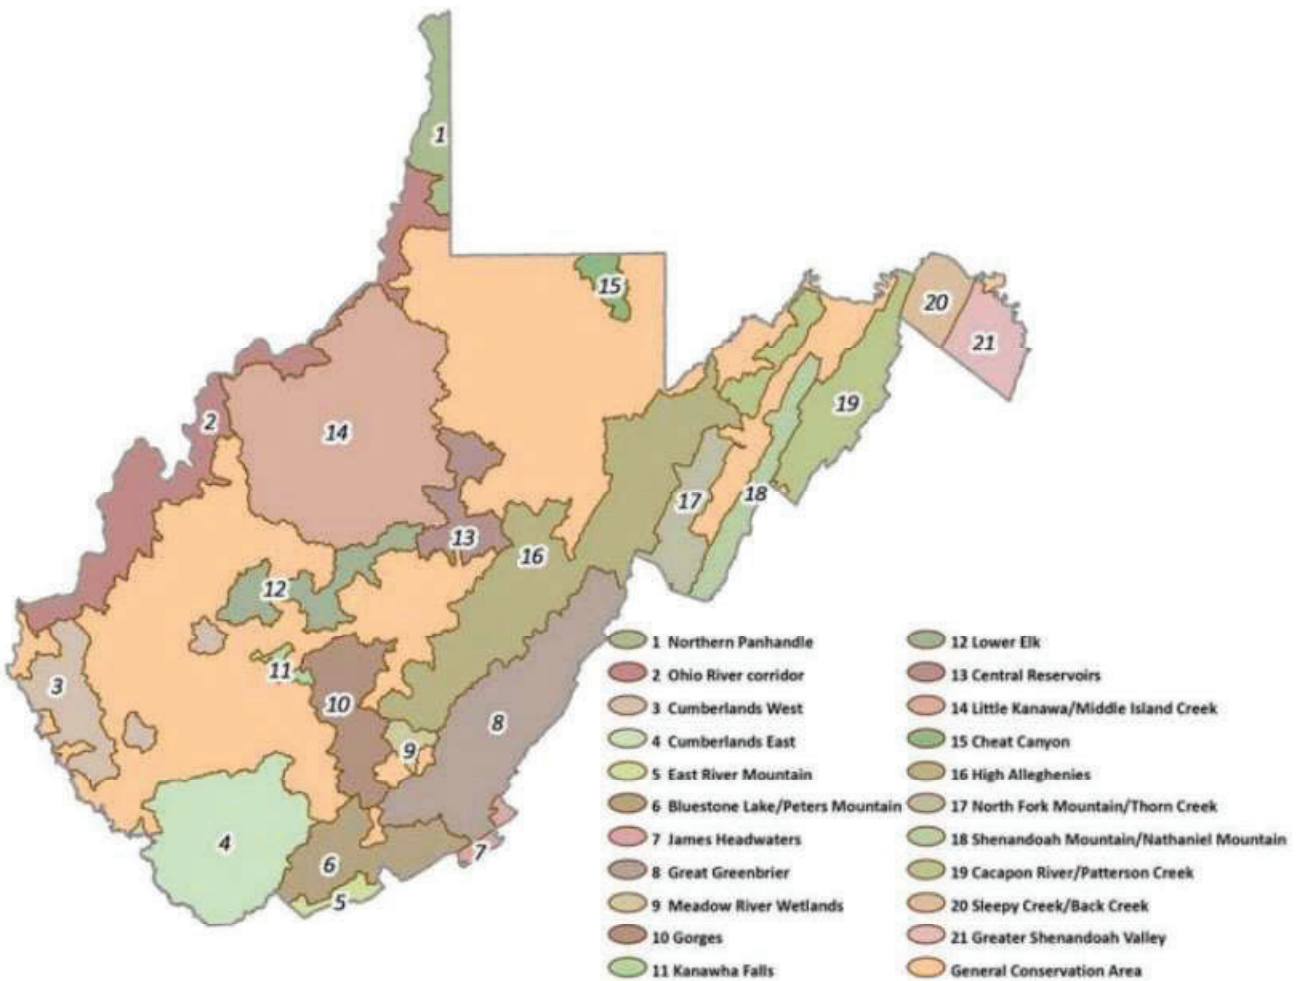 1
15
20
21
2
14
19
17
18
13
16
12
11
3
10
8
9
4
6
7
5
1 Northern Panhandle
2 Ohio River corridor
3 Cumberlands West
4 Cumberlands East
5 East River Mountain
6 Bluestone Lake/Peters Mountain
7 James Headwaters
8 Great Greenbrier
9 Meadow River Wetlands
10 Gorges
11 Kanawha Falls
12 Lower Elk
13 Central Reservoirs
14 Little Kanawa/Middle Island Creek
15 Cheat Canyon
16 High Alleghenies
17 North Fork Mountain/Thorn Creek
18 Shenandoah Mountain/Nathaniel Mountain
19 Cacapon River/Patterson Creek
20 Sleepy Creek/Back Creek
21 Greater Shenandoah Valley
General Conservation Area